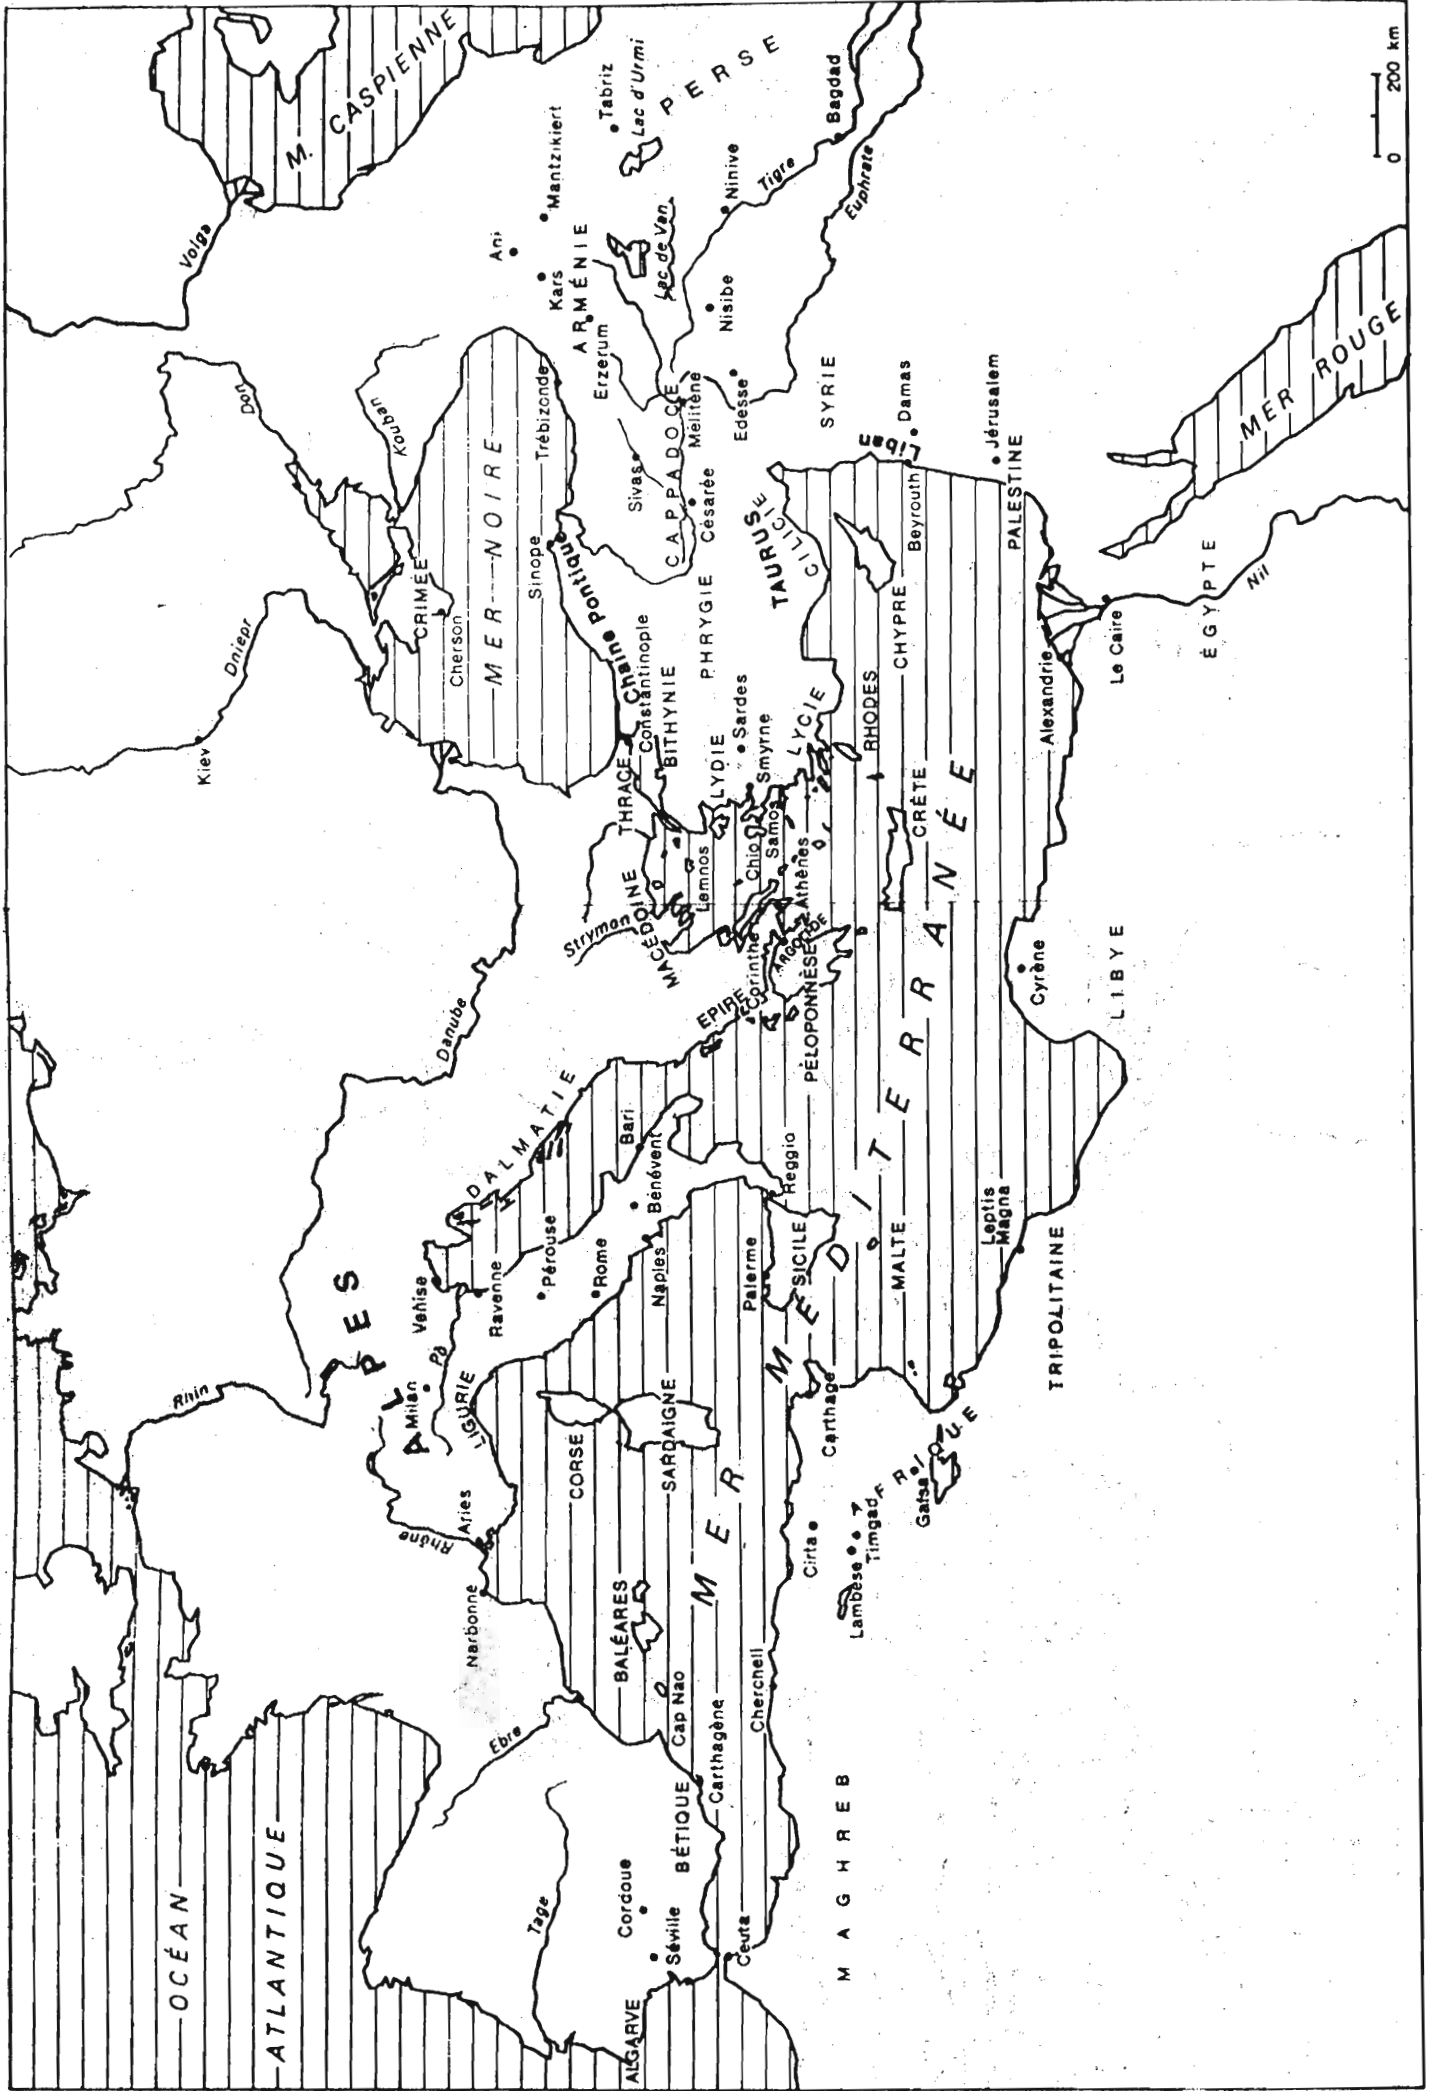 OCÉAN
ATLANTIQUE
ALGARVE
Tage
Cordoue
Séville
BÉTIQUE
Ceuta
Carthagène
Cap Nao
Ebre
BALÉARES
Cherchell
MAGHREB
Narbonne
Rhône
Arles
Rhin
ALPES
Milan
Pô
LIGURIE
Venise
Ravenne
Pérouse
Rome
CORSE
SARDAIGNE
Naples
Bénévent
Bari
Palerme
SICILE
Reggio
MALTE
MER MÉDITERRANÉE
Cirta
Lambèse
Timgad
AFRIQUE
Gafsa
Carthage
Leptis
Magna
TRIPOLITAINE
LIBYE
Cyrène
DALMATIE
Danube
EPIRE
MACÉDOINE
Strymon
THRACE
Corinthe
ARGOLIDE
PÉLOPONNÈSE
Athènes
Lemnos
Chio
Samos
CRÈTE
RHODES
Kiev
Dniepr
Don
Kouban
Volga
CRIMÉE
Cherson
MER NOIRE
Sinope
Trébizonde
Chaîne Pontique
Constantinople
BITHYNIE
PHRYGIE
LYDIE
Sardes
Smyrne
LYCIE
TAURUS
CILICIE
CHYPRE
CAPPADOCE
Sivas
Césarée
Mélitène
Edesse
Erzerum
ARMÉNIE
Kars
Ani
Mantzikiert
Lac de Van
Nisibe
Ninive
Tigre
Euphrate
Bagdad
Tabriz
Lac d'Urmi
PERSE
M. CASPIENNE
SYRIE
Liban
Damas
Beyrouth
Jérusalem
PALESTINE
Alexandrie
Le Caire
ÉGYPTE
Nil
MER ROUGE
0 200 km